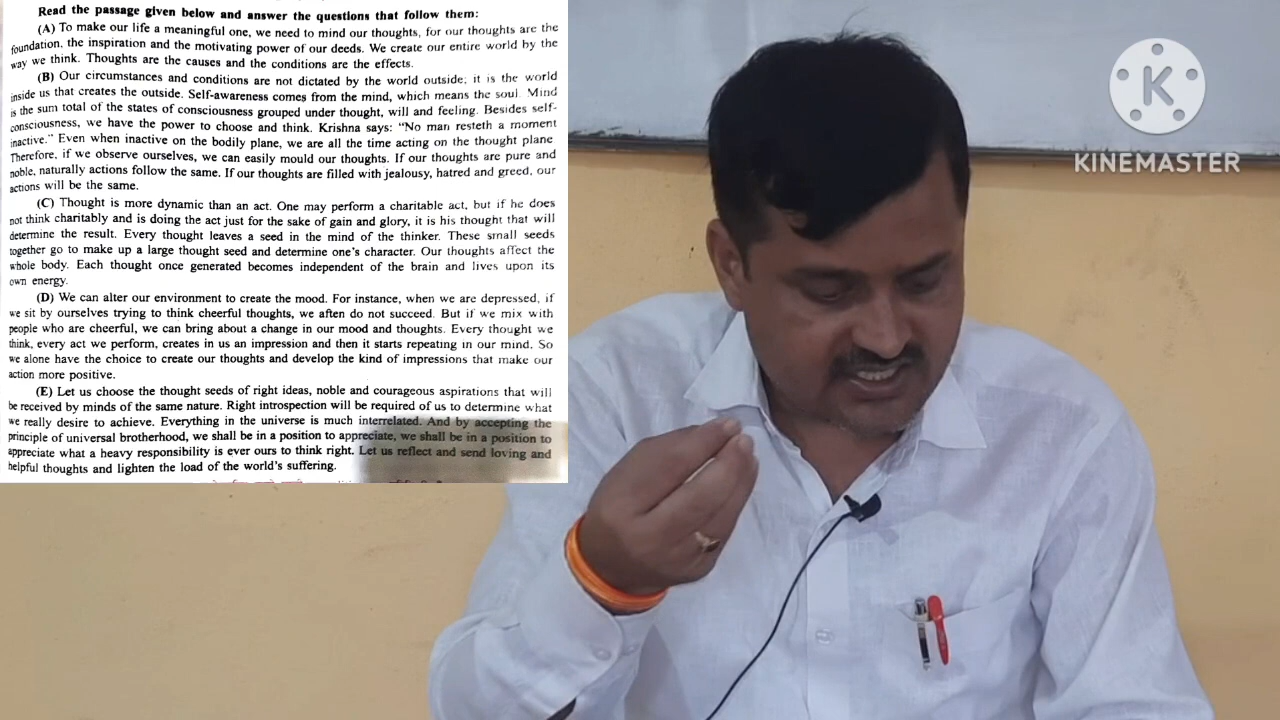 Read the passage given below and answer the questions that follow them:
(A) To make our life a meaningful one, we need to mind our thoughts, for our thoughts are the
foundation, the inspiration and the motivating power of our deeds. We create our entire world by the
way we think. Thoughts are the causes and the conditions are the effects.
(B) Our circumstances and conditions are not dictated by the world outside; it is the world
inside us that creates the outside. Self-awareness comes from the mind, which means the soul. Mind
is the sum total of the states of consciousness grouped under thought, will and feeling. Besides self-
consciousness, we have the power to choose and think. Krishna says: "No man resteth a moment
inactive." Even when inactive on the bodily plane, we are all the time acting on the thought plane
Therefore, if we observe ourselves, we can easily mould our thoughts. If our thoughts are pure and
noble, naturally actions follow the same. If our thoughts are filled with jealousy, hatred and greed, our
actions will be the same.
(C) Thought is more dynamic than an act. One may perform a charitable act, but if he does
not think charitably and is doing the act just for the sake of gain and glory, it is his thought that will
determine the result. Every thought leaves a seed in the mind of the thinker. These small seeds
together go to make up a large thought seed and determine one's character. Our thoughts affect the
whole body. Each thought once generated becomes independent of the brain and lives upon its
own energy.
(D) We can alter our environment to create the mood. For instance, when we are depressed, if
we sit by ourselves trying to think cheerful thoughts, we aften do not succeed. But if we mix with
people who are cheerful, we can bring about a change in our mood and thoughts. Every thought we
think, every act we perform, creates in us an impression and then it starts repeating in our mind. So
we alone have the choice to create our thoughts and develop the kind of impressions that make our
action more positive.
(E) Let us choose the thought seeds of right ideas, noble and courageous aspirations that will
be received by minds of the same nature. Right introspection will be required of us to determine what
we really desire to achieve. Everything in the universe is much interrelated. And by accepting the
principle of universal brotherhood, we shall be in a position to appreciate, we shall be in a position to
appreciate what a heavy responsibility is ever ours to think right. Let us reflect and send loving and
helpful thoughts and lighten the load of the world's suffering.
K
KINEMASTER